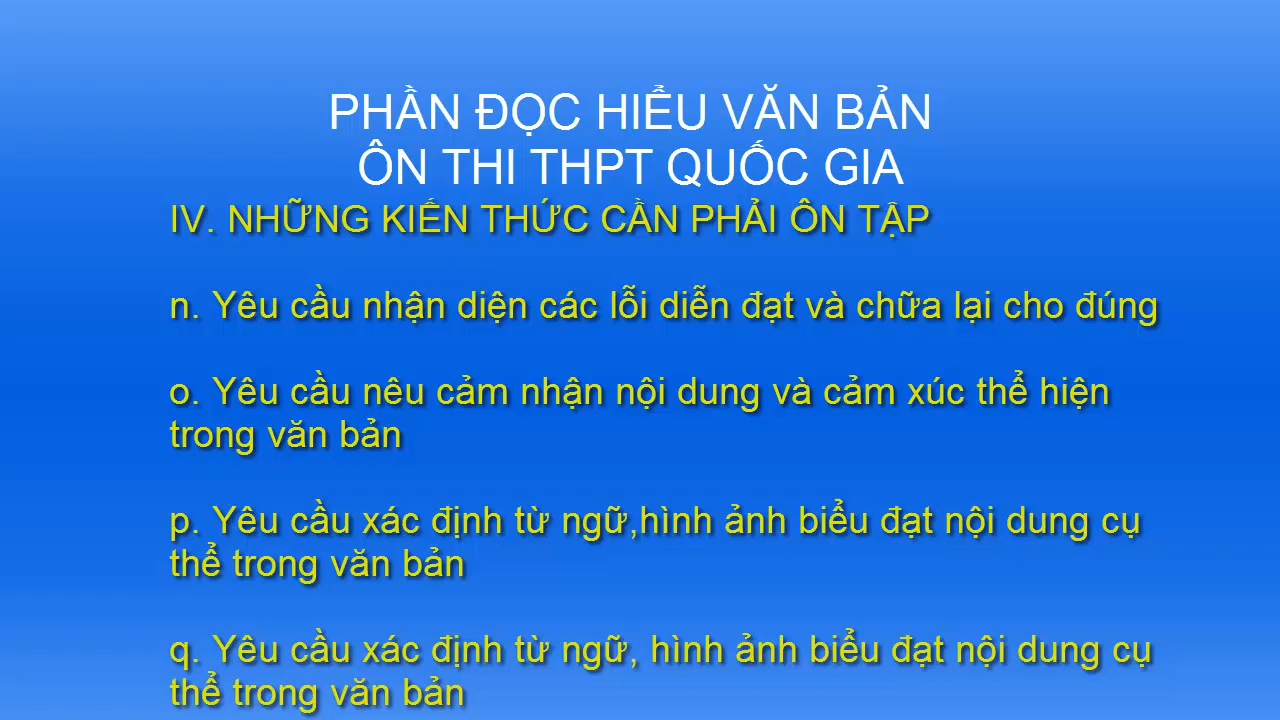 PHẦN ĐỌC HIỂU VĂN BẢN
ÔN THI THPT QUỐC GIA
IV. NHỮNG KIẾN THỨC CẦN PHẢI ÔN TẬP
n. Yêu cầu nhận diện các lỗi diễn đạt và chữa lại cho đúng
o. Yêu cầu nêu cảm nhận nội dung và cảm xúc thể hiện
trong văn bản
p. Yêu cầu xác định từ ngữ,hình ảnh biểu đạt nội dung cụ
thể trong văn bản
q. Yêu cầu xác định từ ngữ, hình ảnh biểu đạt nội dung cụ
thể trong văn bản